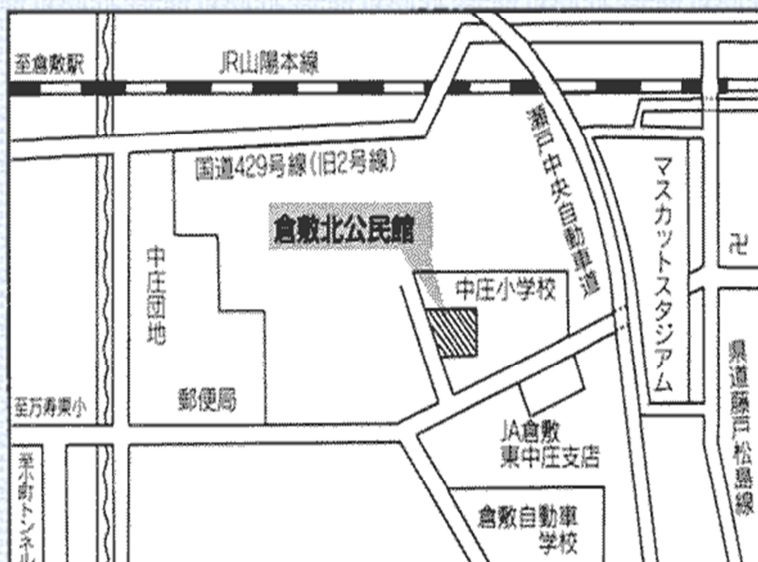 至倉敷駅
JR山陽本線
国道429号線(旧2号線)
瀬戸中央自動車道
マスカットスタジアム
卍
倉敷北公民館
中庄小学校
中庄団地
郵便局
至万寿東小
JA倉敷
東中庄支店
県道藤戸松島線
至小町トンネル
倉敷自動車
学校